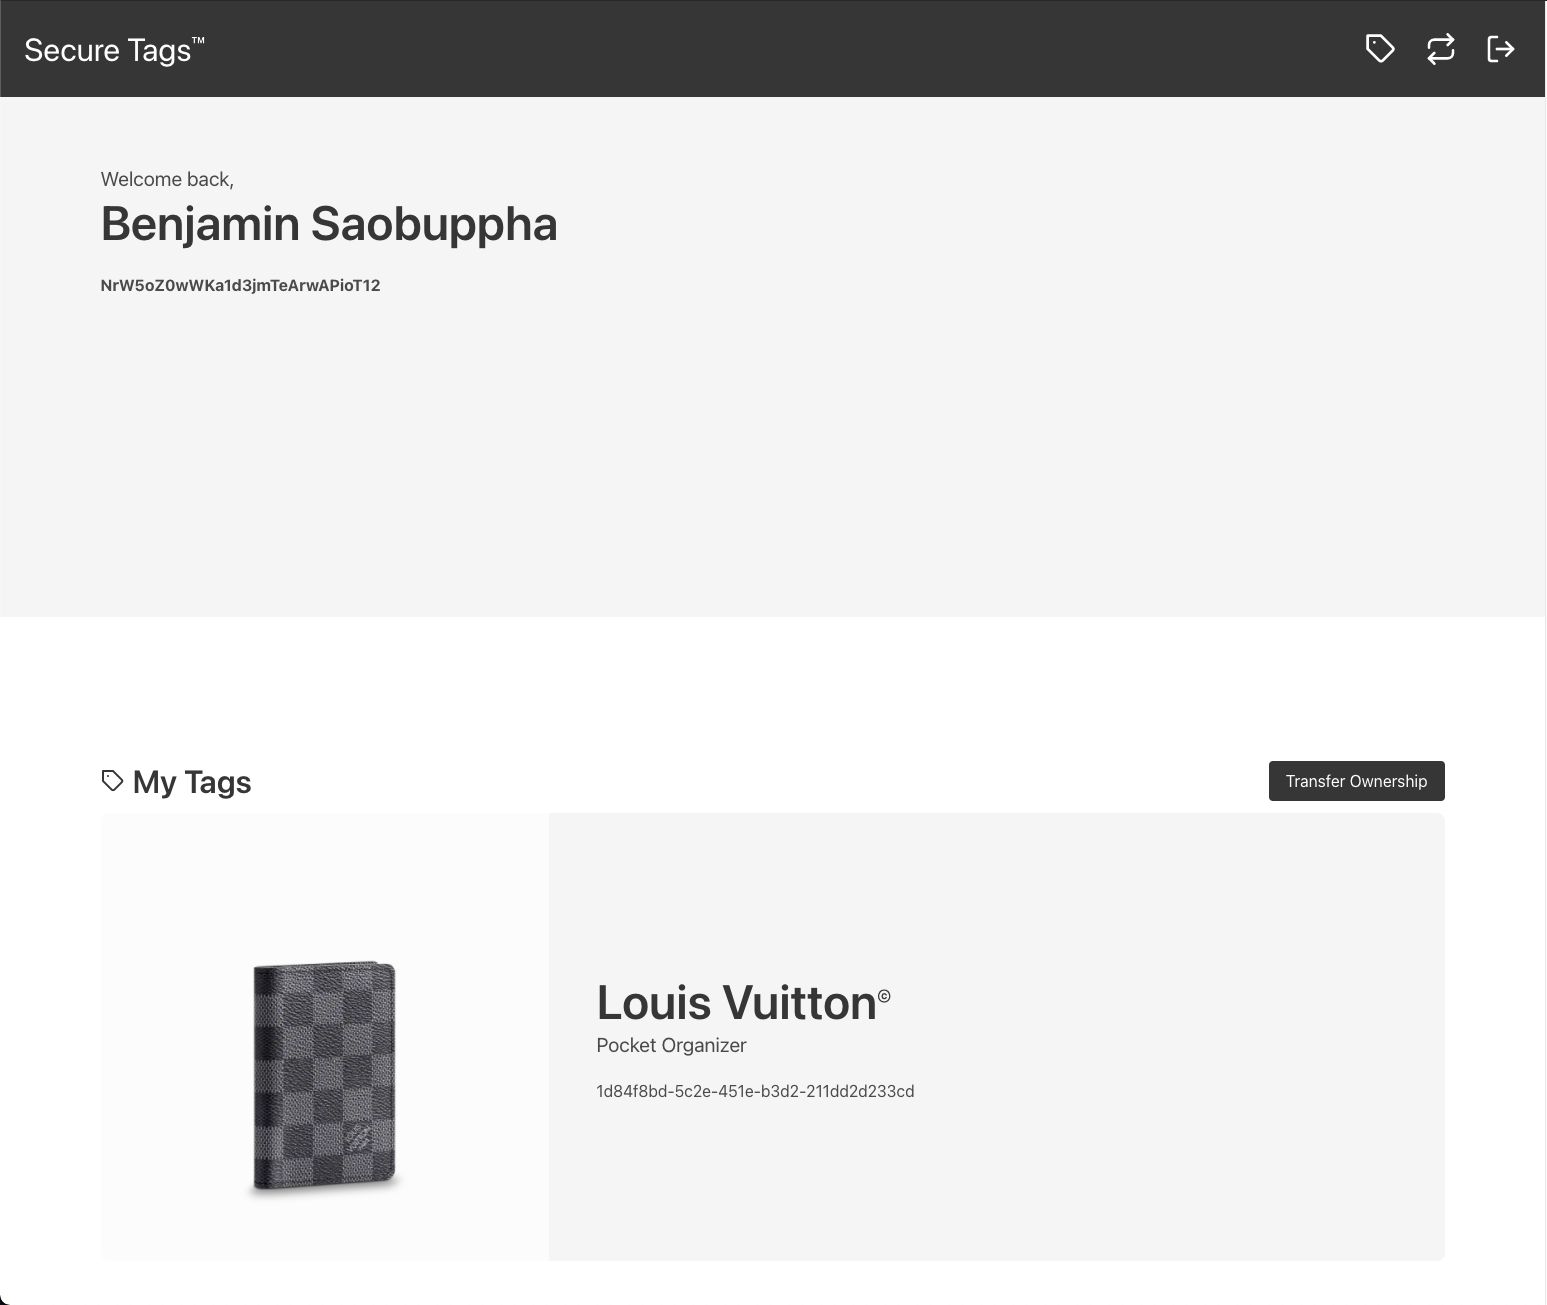 Secure Tags™
Welcome back,
Benjamin Saobuppha
NrW5oZ0wWKa1d3jmTeArwAPioT12
My Tags
Transfer Ownership
Louis Vuitton©
Pocket Organizer
1d84f8bd-5c2e-451e-b3d2-211dd2d233cd